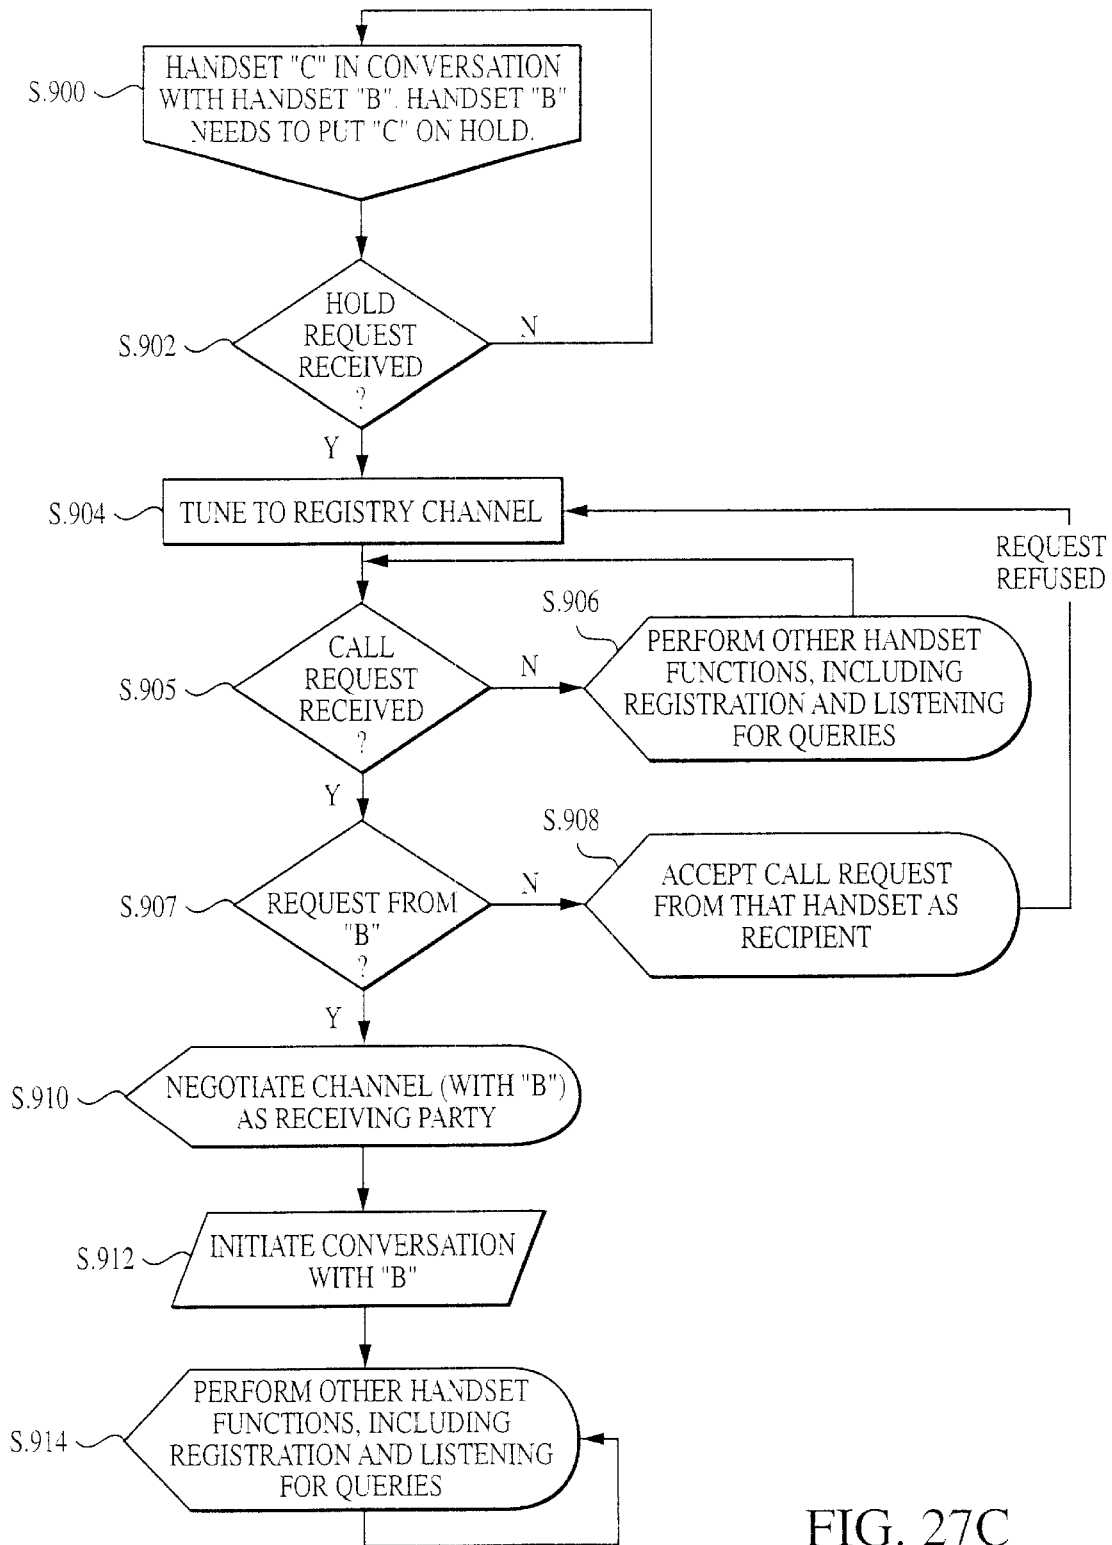 HANDSET "C" IN CONVERSATION
WITH HANDSET "B". HANDSET "B"
NEEDS TO PUT "C" ON HOLD.
S.900
HOLD
REQUEST
RECEIVED
?
S.902
N
Y
S.904
TUNE TO REGISTRY CHANNEL
REQUEST
REFUSED
S.905
CALL
REQUEST
RECEIVED
?
N
Y
S.906
PERFORM OTHER HANDSET
FUNCTIONS, INCLUDING
REGISTRATION AND LISTENING
FOR QUERIES
S.907
REQUEST FROM
"B"
?
N
Y
S.908
ACCEPT CALL REQUEST
FROM THAT HANDSET AS
RECIPIENT
S.910
NEGOTIATE CHANNEL (WITH "B")
AS RECEIVING PARTY
S.912
INITIATE CONVERSATION
WITH "B"
S.914
PERFORM OTHER HANDSET
FUNCTIONS, INCLUDING
REGISTRATION AND LISTENING
FOR QUERIES
FIG. 27C